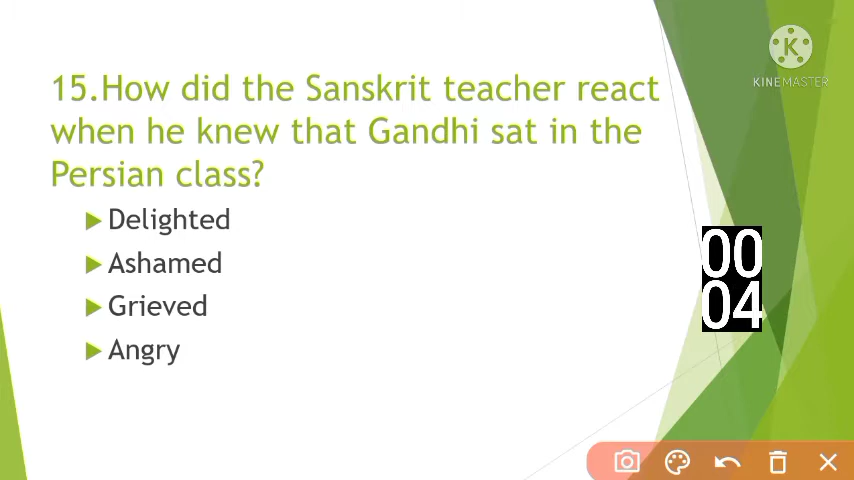 15.How did the Sanskrit teacher react
when he knew that Gandhi sat in the
Persian class?
Delighted
Ashamed
Grieved
Angry
KINEMASTER
00
04